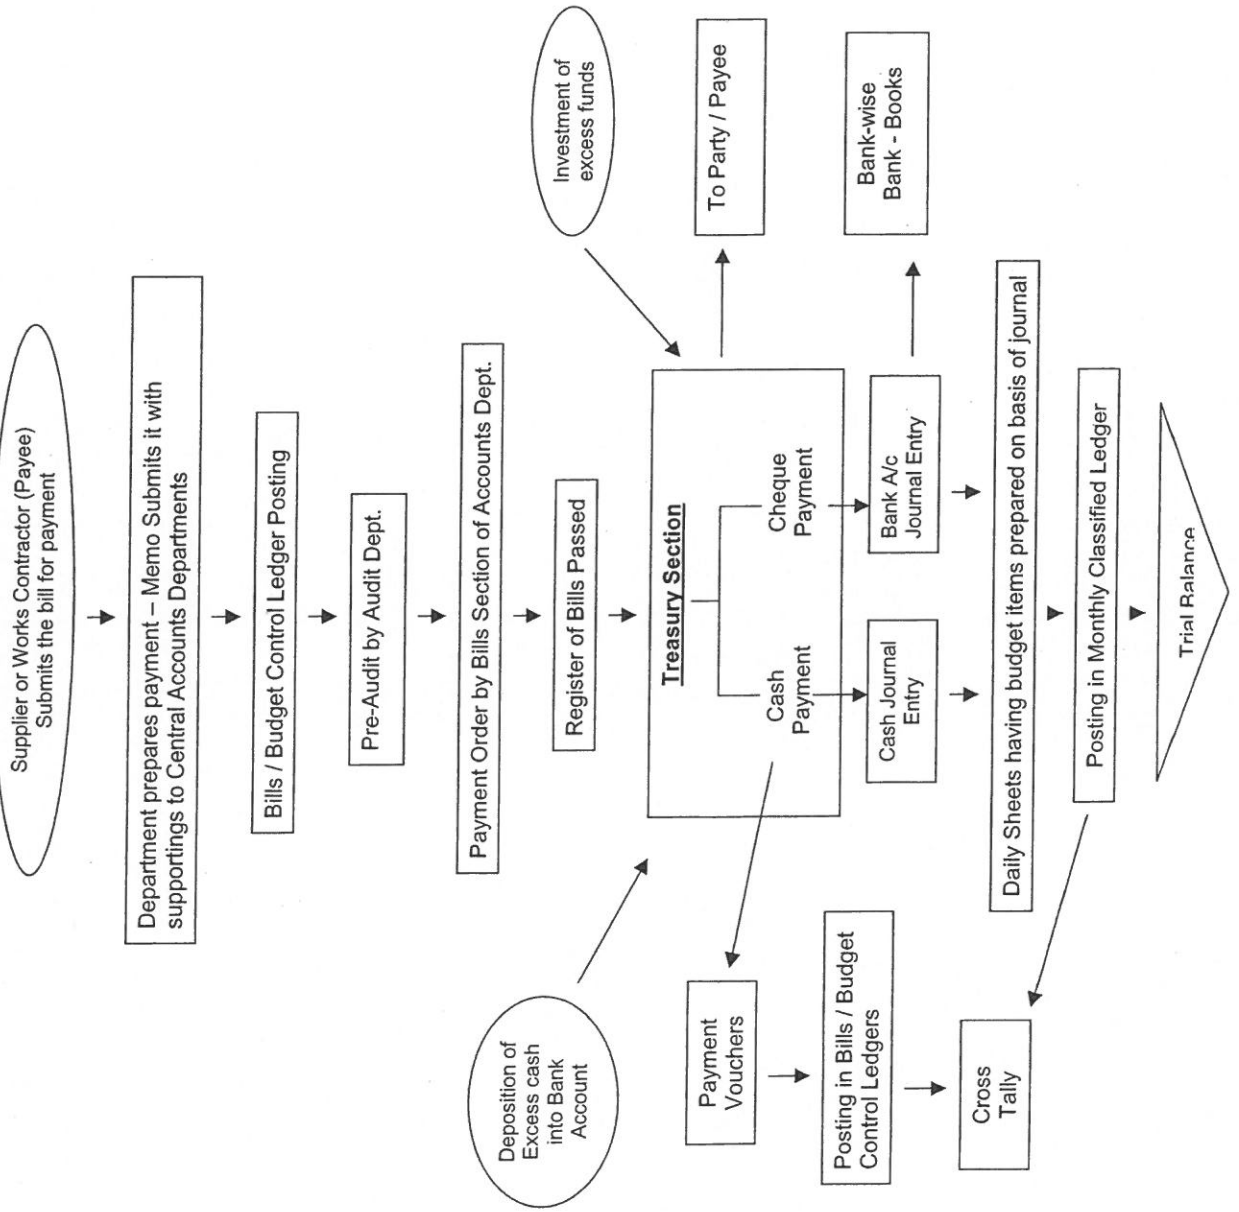 Supplier or Works Contractor (Payee)
Submits the bill for payment
Department prepares payment – Memo Submits it with
supportings to Central Accounts Departments
Bills / Budget Control Ledger Posting
Pre-Audit by Audit Dept.
Payment Order by Bills Section of Accounts Dept.
Register of Bills Passed
Deposition of
Excess cash
into Bank
Account
Investment of
excess funds
Treasury Section
Cash
Payment
Cheque
Payment
To Party / Payee
Payment
Vouchers
Cash Journal
Entry
Bank A/c
Journal Entry
Bank-wise
Bank - Books
Posting in Bills / Budget
Control Ledgers
Daily Sheets having budget items prepared on basis of journal
Cross
Tally
Posting in Monthly Classified Ledger
Trial Balance